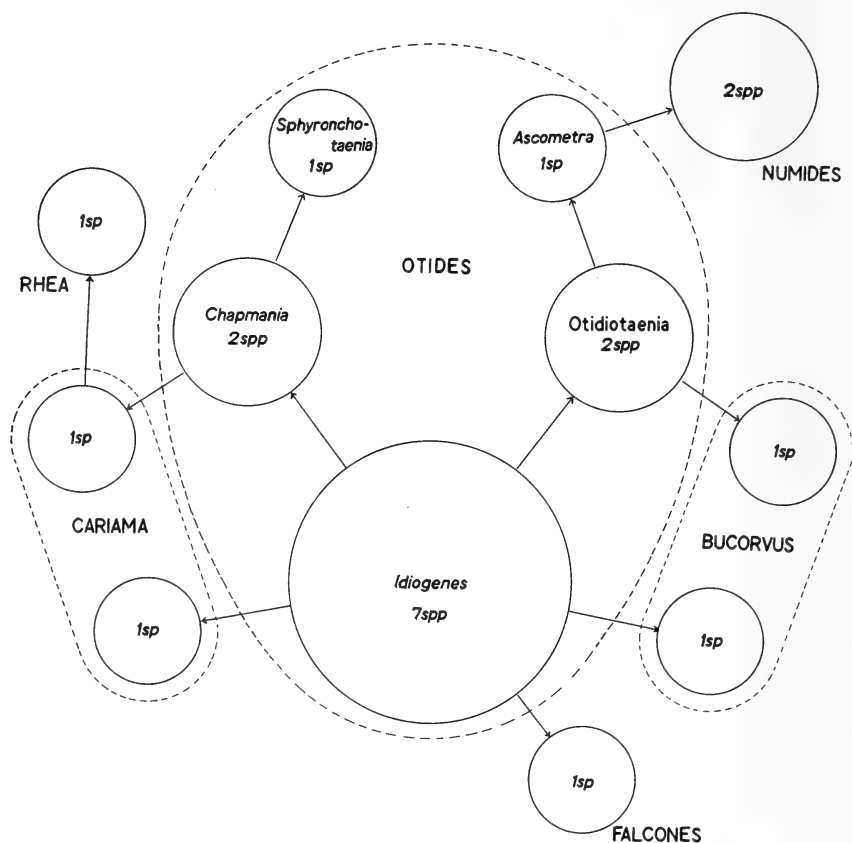 2spp
NUMIDES
Sphyroncho-
taenia
1sp
Ascometra
1sp
1sp
RHEA
OTIDES
Chapmania
2spp
Otidiotaenia
2spp
1sp
CARIAMA
1sp
1sp
BUCORVUS
1sp
Idiogenes
7spp
1sp
FALCONES